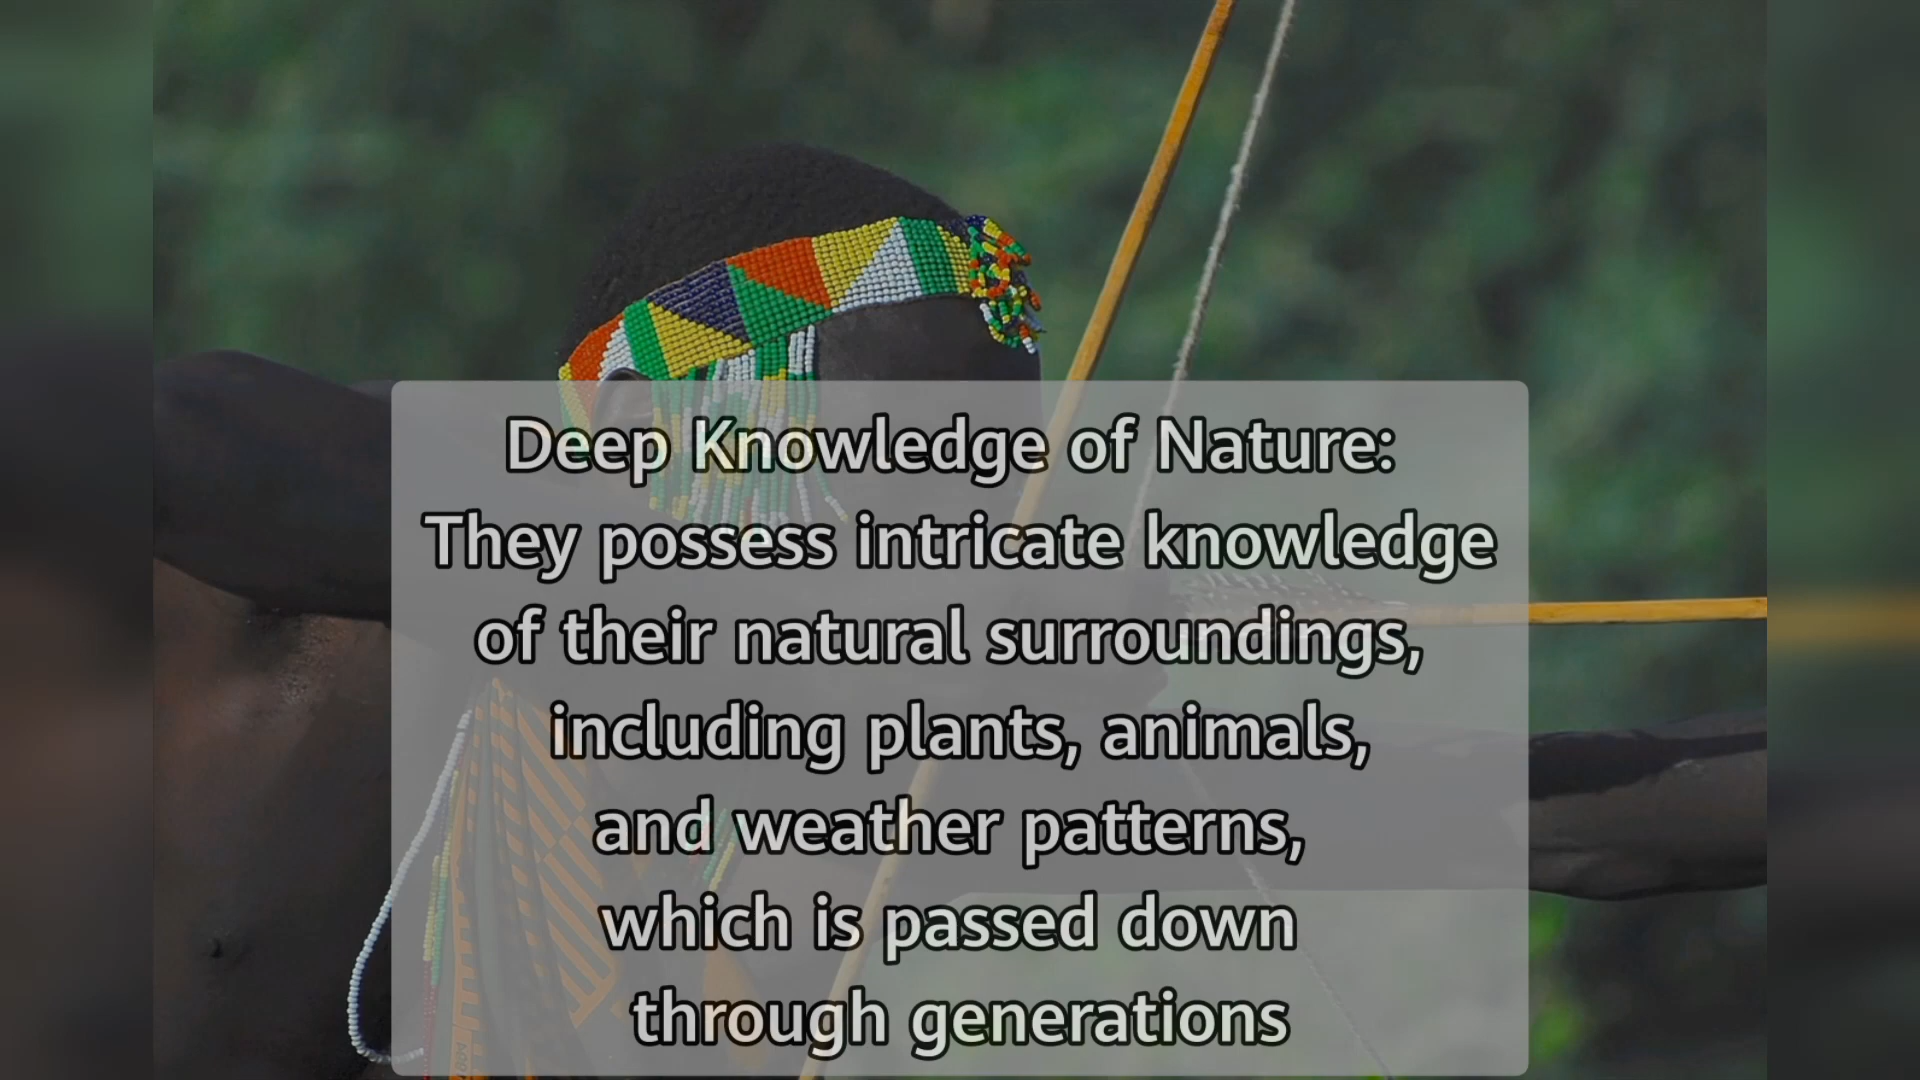 Deep Knowledge of Nature:
They possess intricate knowledge
of their natural surroundings,
including plants, animals,
and weather patterns,
which is passed down
through generations